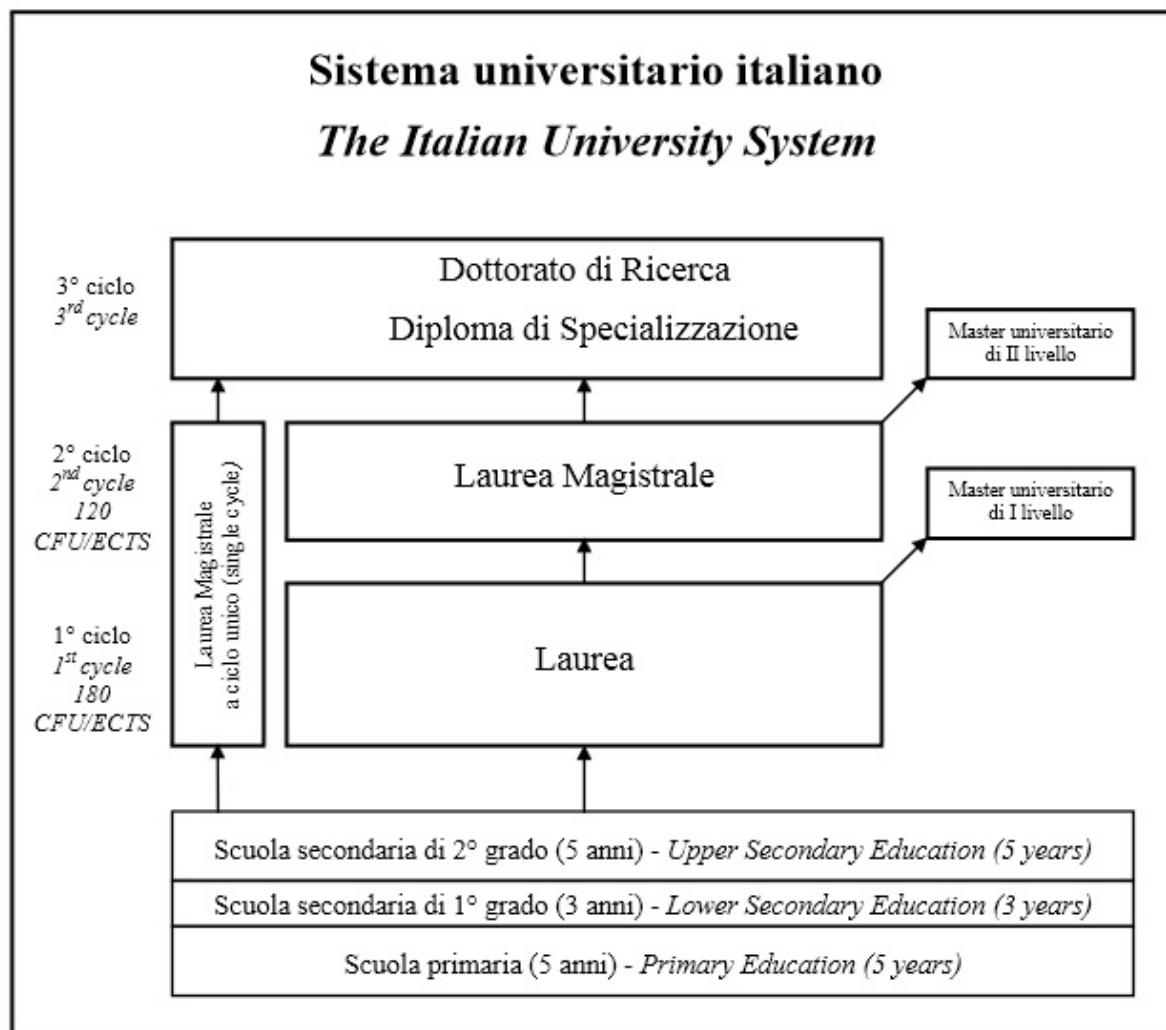 Sistema universitario italiano
The Italian University System
3° ciclo
3rd cycle
Dottorato di Ricerca
Diploma di Specializzazione
Master universitario
di II livello
2° ciclo
2nd cycle
120
CFU/ECTS
Laurea Magistrale
a ciclo unico (single cycle)
Laurea Magistrale
Master universitario
di I livello
1° ciclo
1st cycle
180
CFU/ECTS
Laurea
Scuola secondaria di 2° grado (5 anni) - Upper Secondary Education (5 years)
Scuola secondaria di 1° grado (3 anni) - Lower Secondary Education (3 years)
Scuola primaria (5 anni) - Primary Education (5 years)